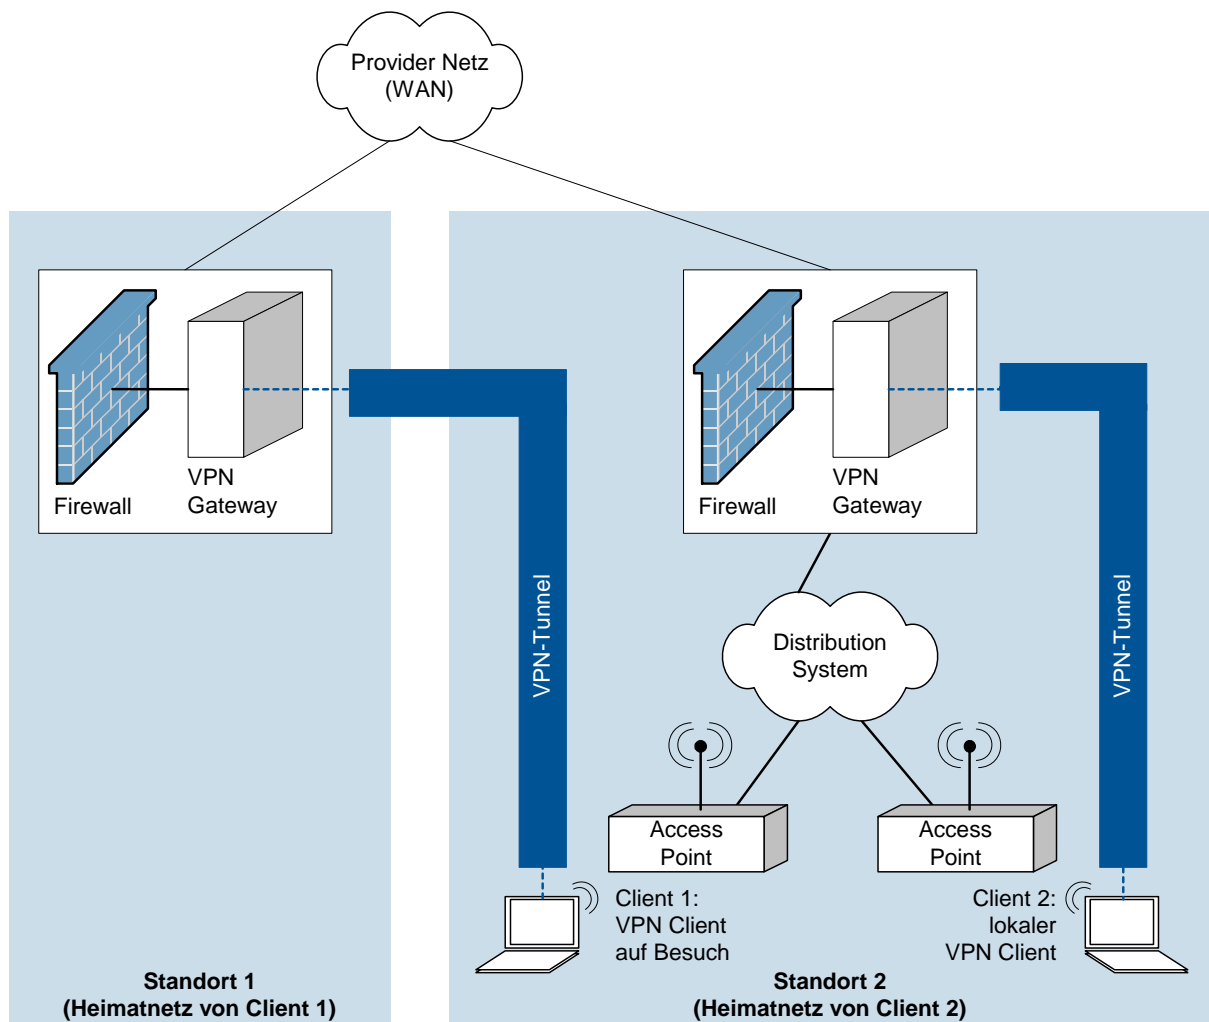 Provider Netz
(WAN)
Firewall
VPN
Gateway
VPN-Tunnel
Firewall
VPN
Gateway
VPN-Tunnel
Distribution
System
Access
Point
Access
Point
Client 1:
VPN Client
auf Besuch
Client 2:
lokaler
VPN Client
Standort 1
(Heimatnetz von Client 1)
Standort 2
(Heimatnetz von Client 2)